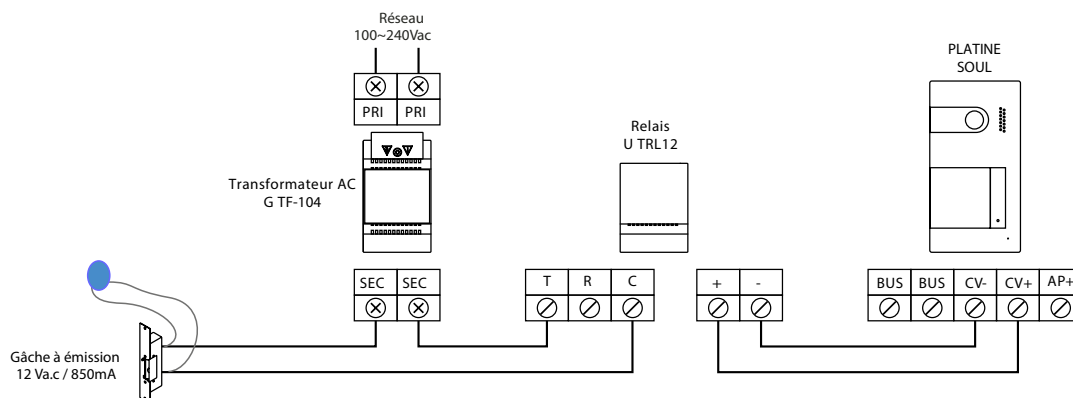 Réseau
100~240Vac
PRI PRI
Transformateur AC
G TF-104
SEC SEC
Relais
U TRL12
T R C
+ -
PLATINE
SOUL
BUS BUS CV- CV+ AP+
Gâche à émission
12 Va.c / 850mA